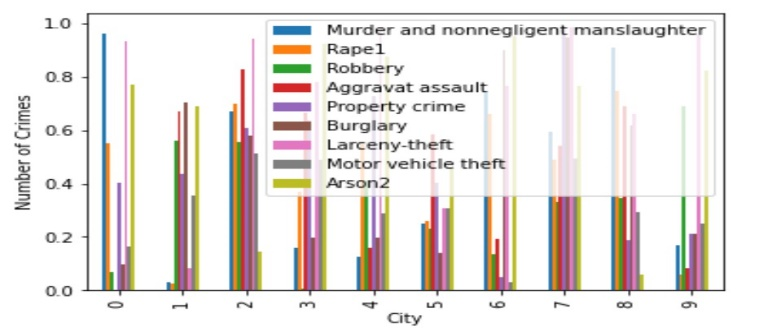 1.0
0.8
0.6
0.4
0.2
0.0
Number of Crimes
Murder and nonnegligent manslaughter
Rape1
Robbery
Aggravat assault
Property crime
Burglary
Larceny-theft
Motor vehicle theft
Arson2
0 1 2 3 4 5 6 7 8 9
City